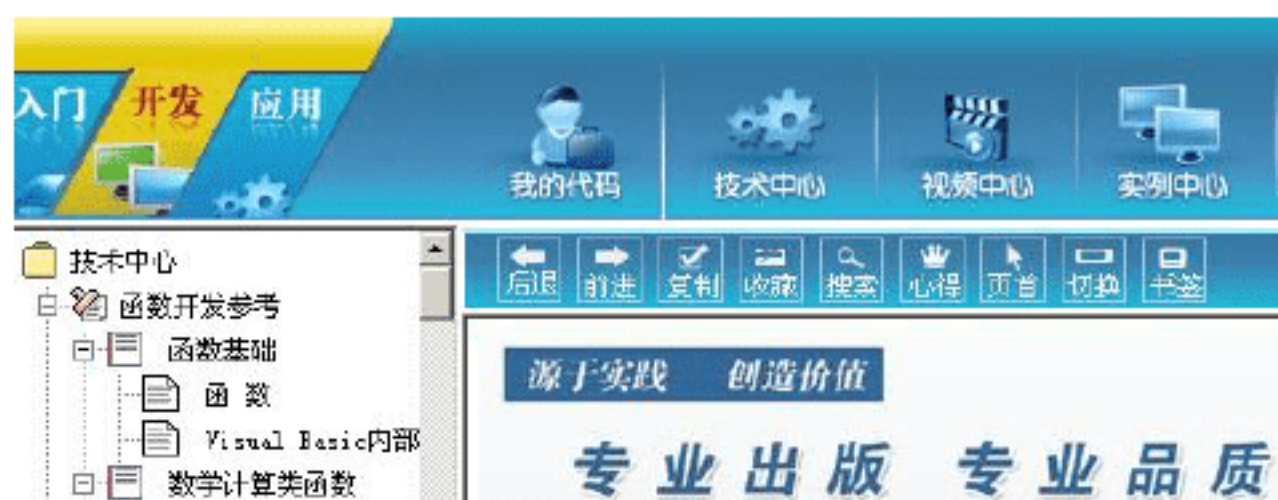 入门 开发 应用
我的代码 技术中心 视频中心 实例中心
后退 前进 复制 收藏 搜索 心得 页首 切换 书签
技术中心
函数开发参考
函数基础
函 数
Visual Basic内部
数学计算类函数
源于实践 创造价值
专业出版 专业品质